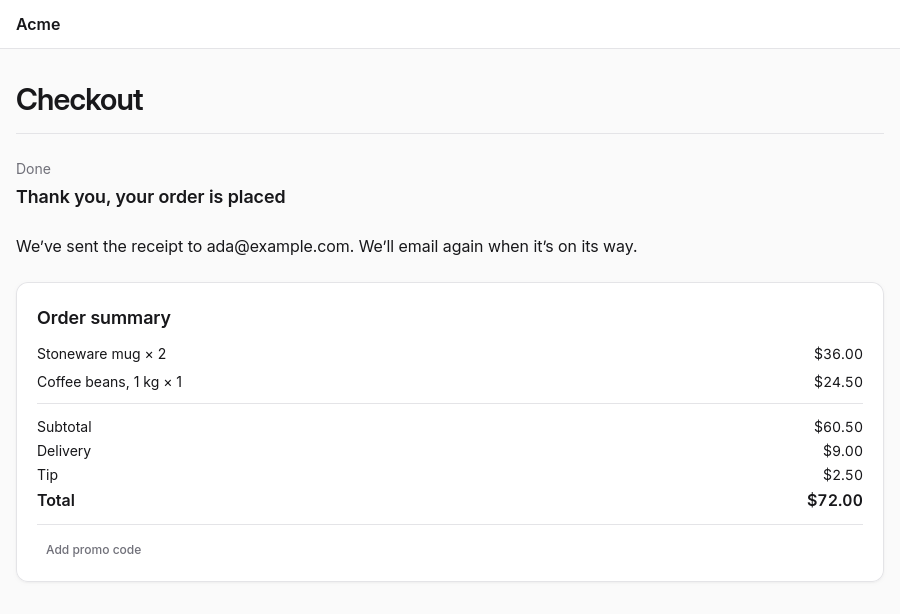 Acme
Checkout
Done
Thank you, your order is placed
We’ve sent the receipt to ada@example.com. We’ll email again when it’s on its way.
Order summary
Stoneware mug × 2 $36.00
Coffee beans, 1 kg × 1 $24.50
Subtotal $60.50
Delivery $9.00
Tip $2.50
Total $72.00
Add promo code